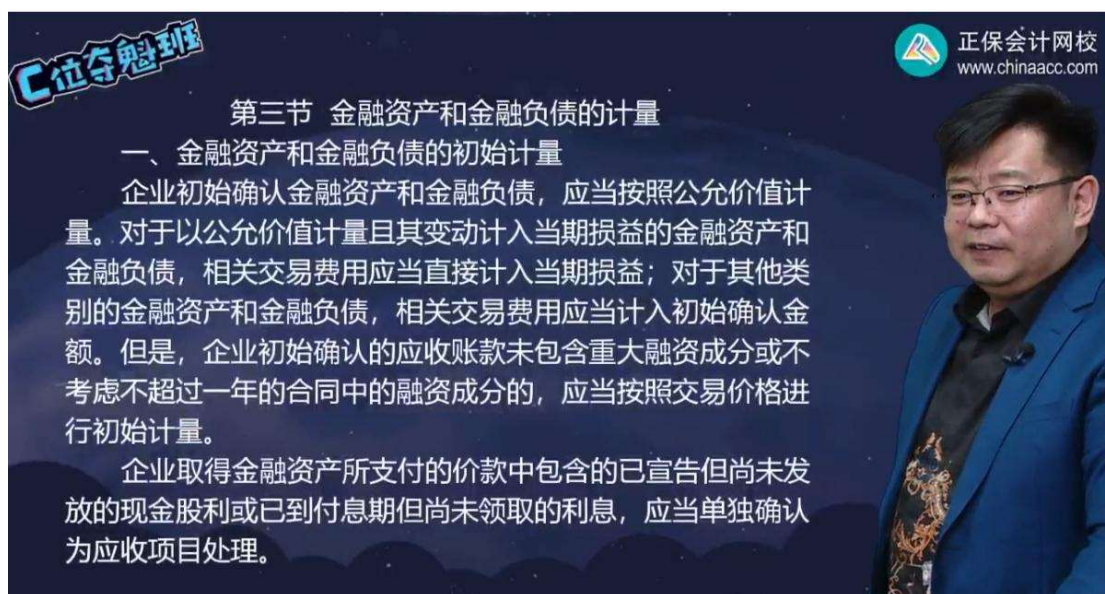 C位夺魁班
正保会计网校
www.chinaacc.com
第三节 金融资产和金融负债的计量
一、金融资产和金融负债的初始计量
企业初始确认金融资产和金融负债，应当按照公允价值计
量。对于以公允价值计量且其变动计入当期损益的金融资产和
金融负债，相关交易费用应当直接计入当期损益；对于其他类
别的金融资产和金融负债，相关交易费用应当计入初始确认金
额。但是，企业初始确认的应收账款未包含重大融资成分或不
考虑不超过一年的合同中的融资成分的，应当按照交易价格进
行初始计量。
企业取得金融资产所支付的价款中包含的已宣告但尚未发
放的现金股利或已到付息期但尚未领取的利息，应当单独确认
为应收项目处理。